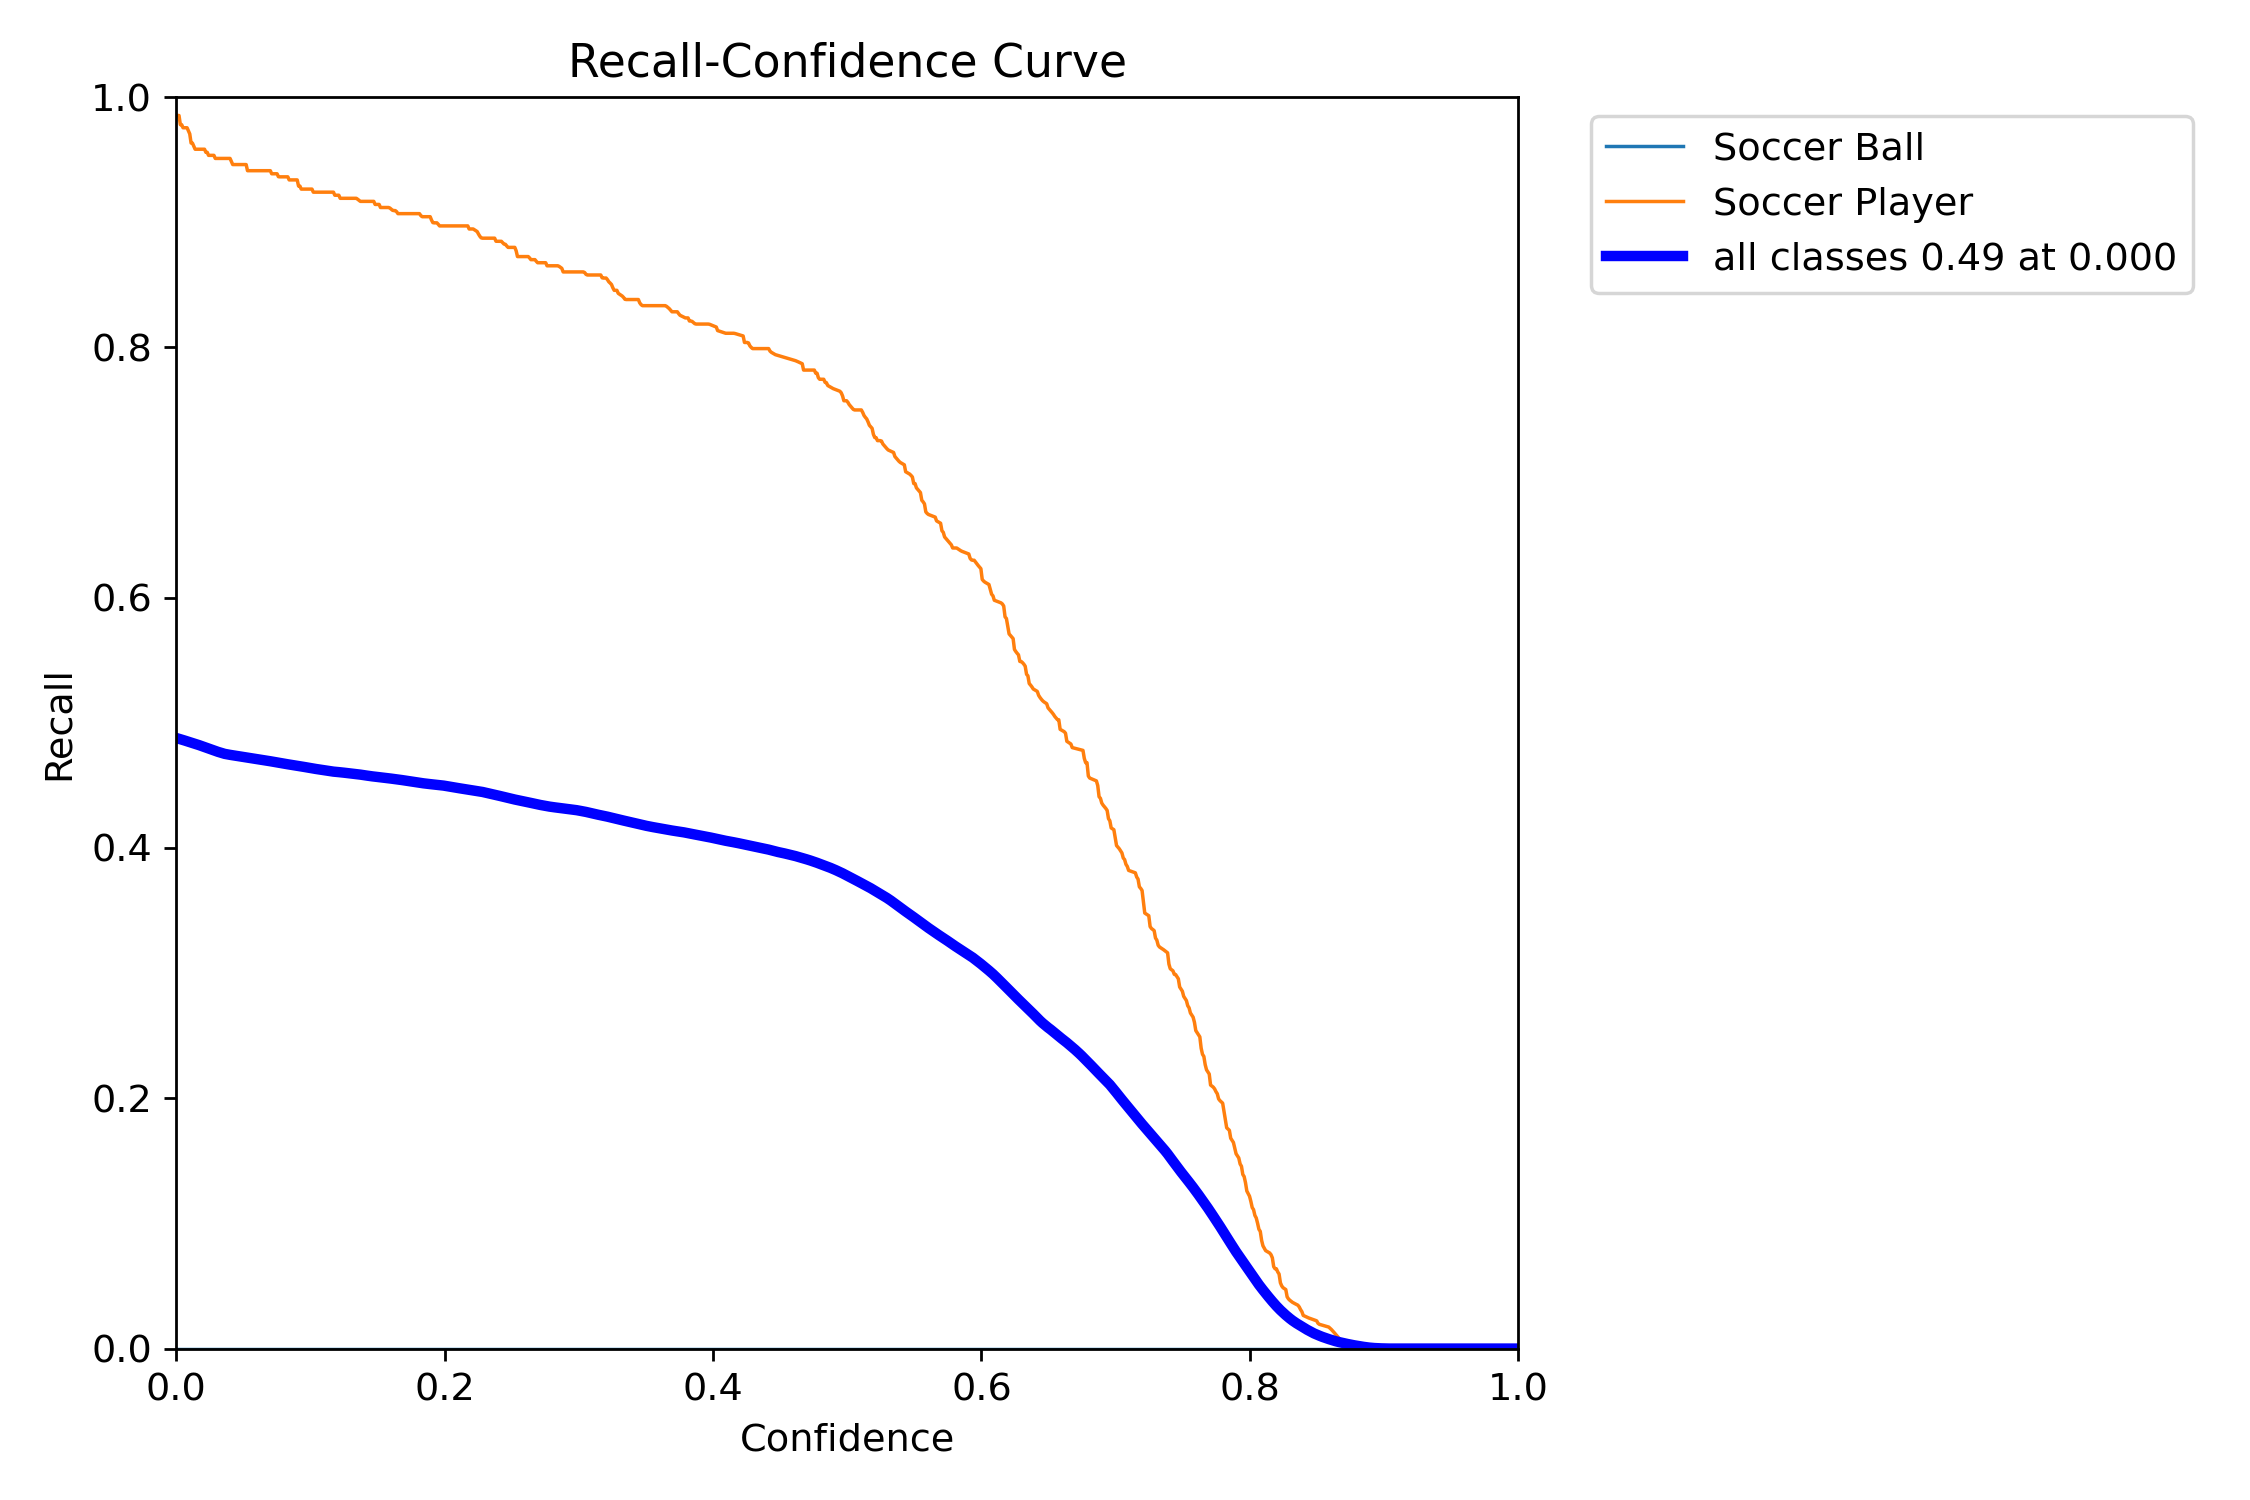 Recall-Confidence Curve
Soccer Ball
Soccer Player
all classes 0.49 at 0.000
1.0
0.8
0.6
0.4
0.2
0.0
Recall
0.0 0.2 0.4 0.6 0.8 1.0
Confidence